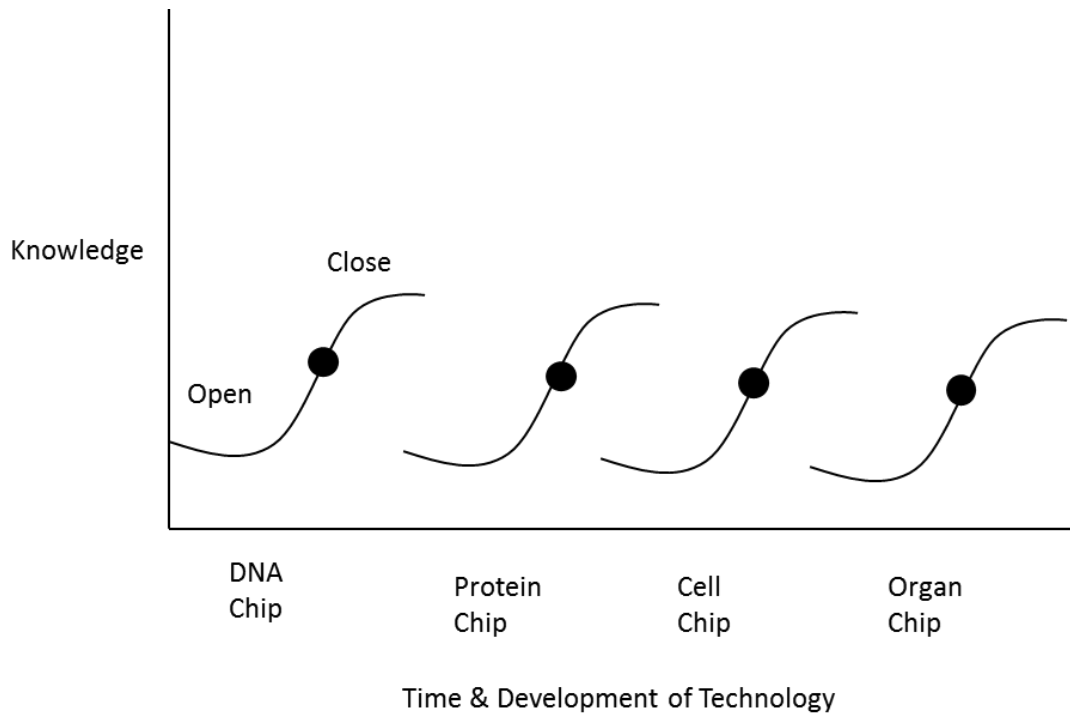 Knowledge
Close
Open
DNA
Chip
Protein
Chip
Cell
Chip
Organ
Chip
Time & Development of Technology